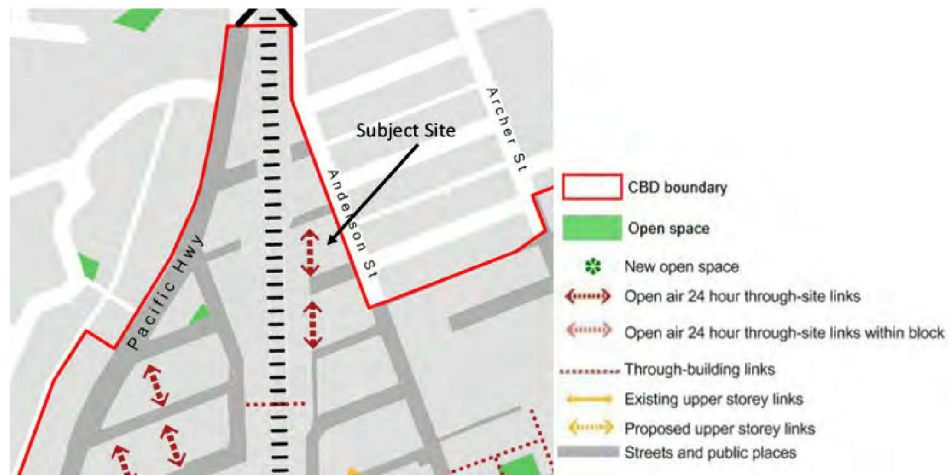 Subject Site
Archer St
Anderson St
Pacific Hwy
CBD boundary
Open space
New open space
Open air 24 hour through-site links
Open air 24 hour through-site links within block
Through-building links
Existing upper storey links
Proposed upper storey links
Streets and public places